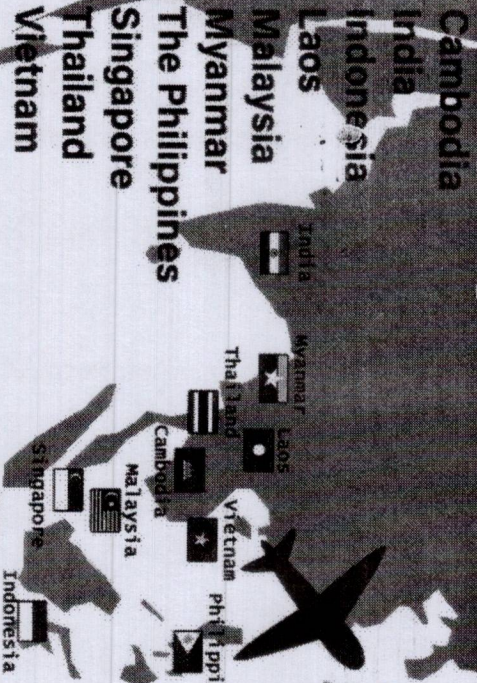 Cambodia
India
Indonesia
Laos
Malaysia
Myanmar
The Philippines
Singapore
Thailand
Vietnam
India
Myanmar
Thailand
Laos
Cambodia
Vietnam
Malaysia
Singapore
Philippi
Indonesia